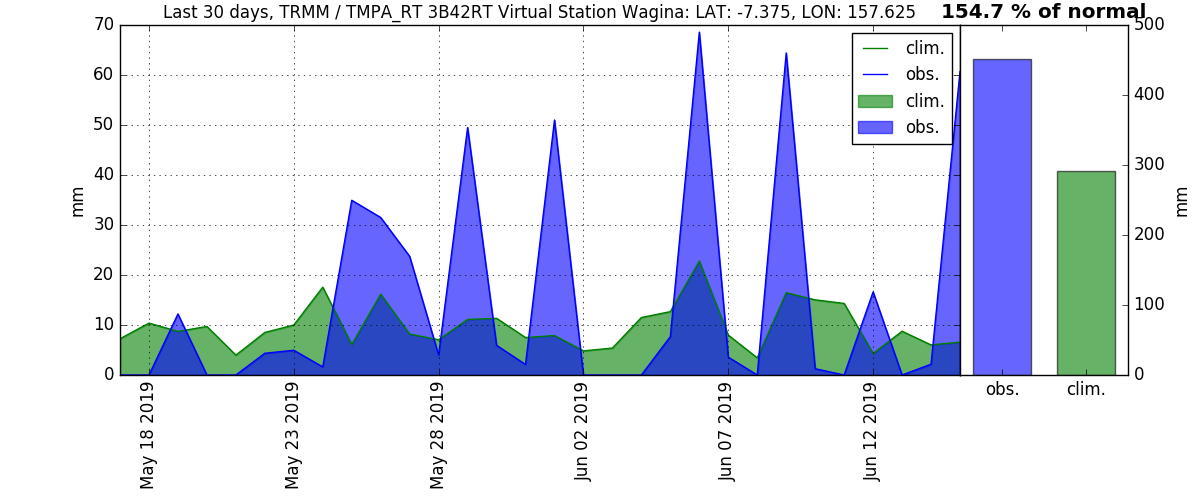 Last 30 days, TRMM / TMPA_RT 3B42RT Virtual Station Wagina: LAT: -7.375, LON: 157.625
154.7 % of normal
70
60
50
40
30
20
10
0
mm
May 18 2019
May 23 2019
May 28 2019
Jun 02 2019
Jun 07 2019
Jun 12 2019
clim.
obs.
clim.
obs.
500
400
300
200
100
0
mm
obs.
clim.